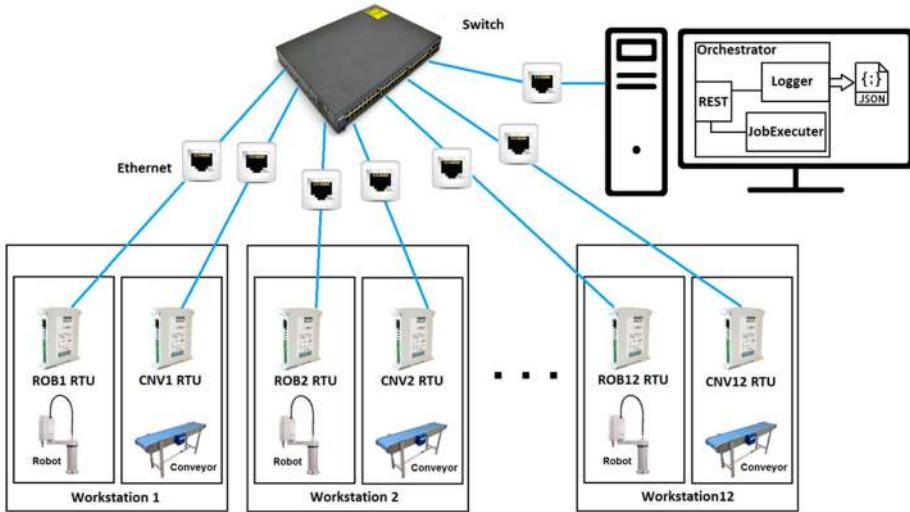 Switch
Orchestrator
Logger
REST
{;}
JSON
JobExecuter
Ethernet
ROB1 RTU
CNV1 RTU
ROB2 RTU
CNV2 RTU
ROB12 RTU
CNV12 RTU
Robot
Conveyor
Robot
Conveyor
Robot
Conveyor
Workstation 1
Workstation 2
Workstation12